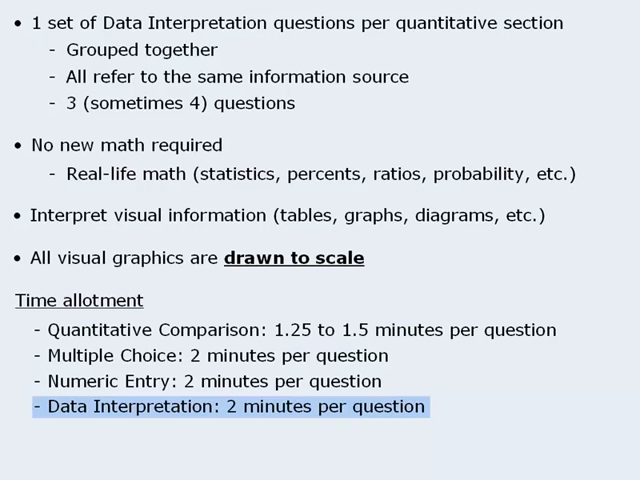 • 1 set of Data Interpretation questions per quantitative section
- Grouped together
- All refer to the same information source
- 3 (sometimes 4) questions
• No new math required
- Real-life math (statistics, percents, ratios, probability, etc.)
• Interpret visual information (tables, graphs, diagrams, etc.)
• All visual graphics are drawn to scale
Time allotment
- Quantitative Comparison: 1.25 to 1.5 minutes per question
- Multiple Choice: 2 minutes per question
- Numeric Entry: 2 minutes per question
- Data Interpretation: 2 minutes per question